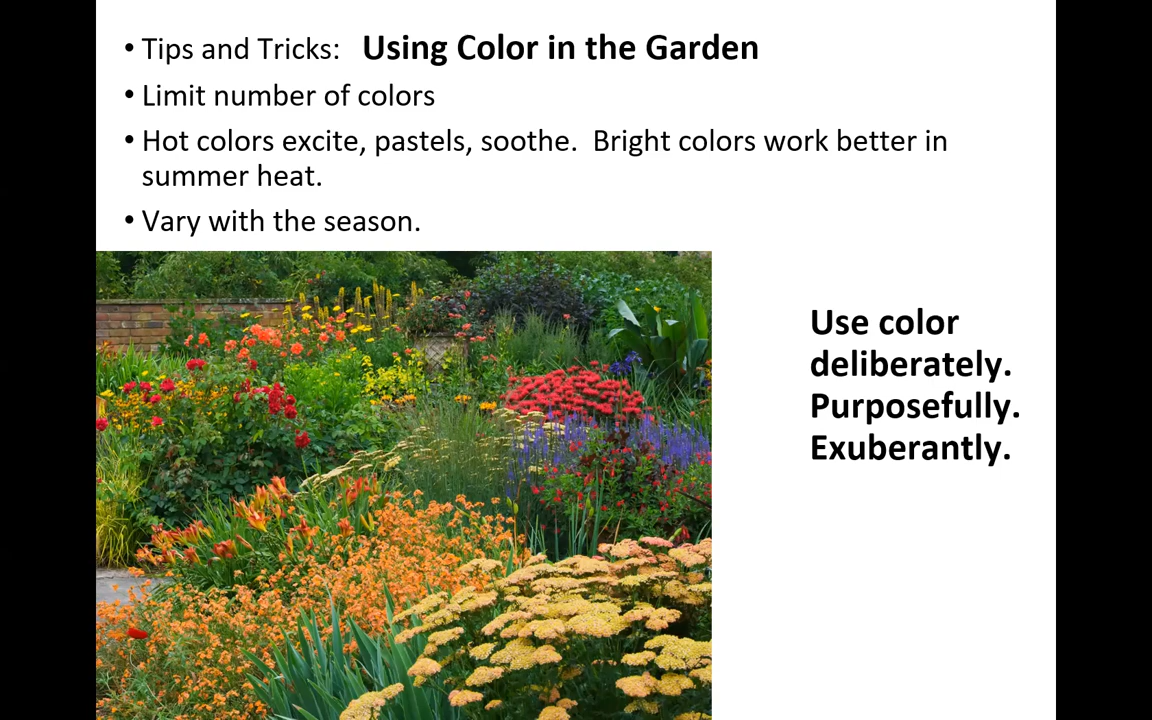 • Tips and Tricks:   Using Color in the Garden
• Limit number of colors
• Hot colors excite, pastels, soothe.  Bright colors work better in
summer heat.
• Vary with the season.
Use color
deliberately.
Purposefully.
Exuberantly.